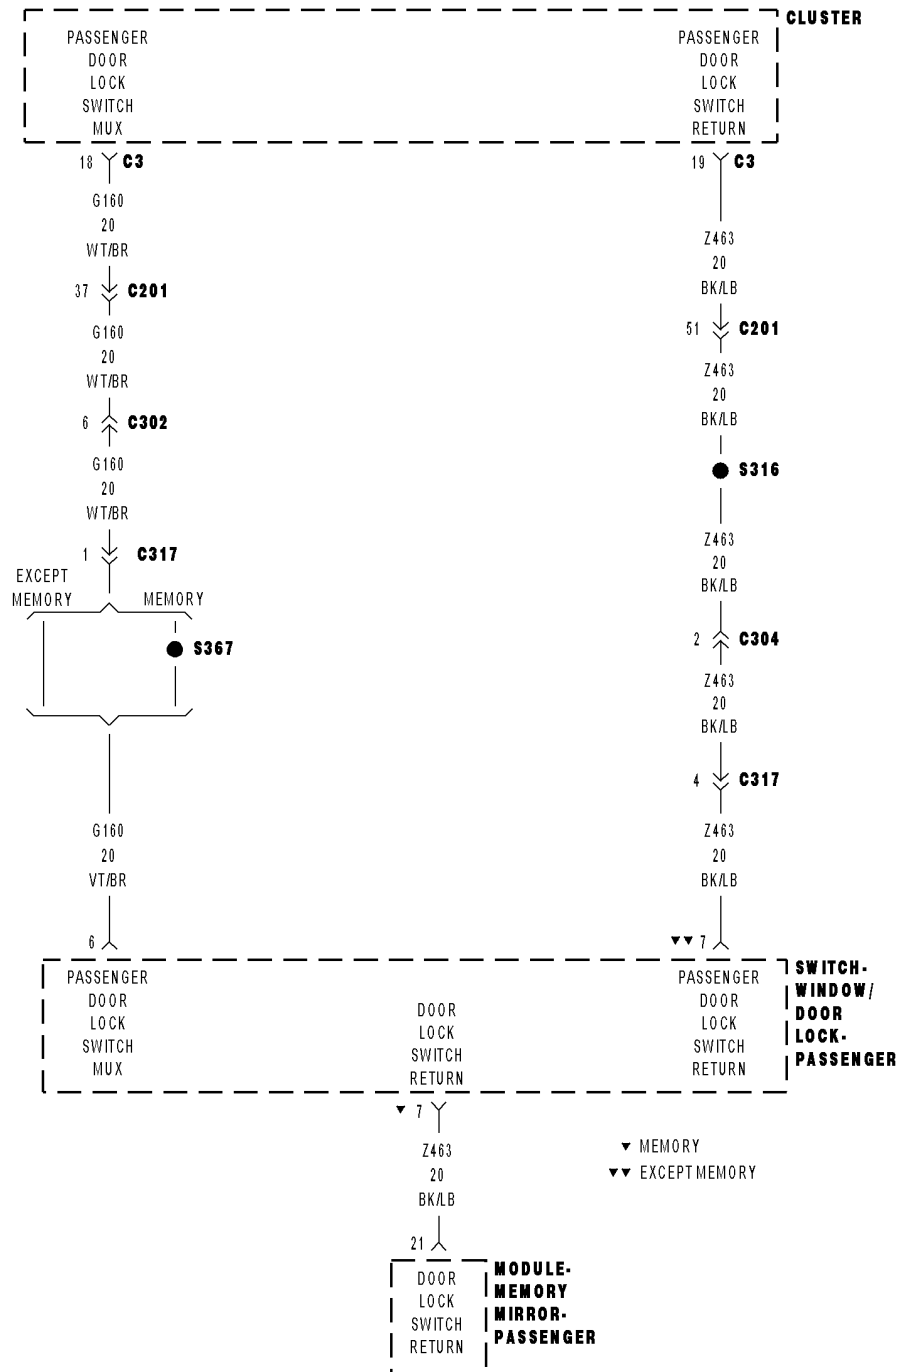 CLUSTER
PASSENGER
DOOR
LOCK
SWITCH
MUX
PASSENGER
DOOR
LOCK
SWITCH
RETURN
18 C3
G160
20
WT/BR
37 C201
G160
20
WT/BR
6 C302
G160
20
WT/BR
1 C317
EXCEPT
MEMORY
MEMORY
S367
G160
20
VT/BR
6
19 C3
Z463
20
BK/LB
51 C201
Z463
20
BK/LB
S316
Z463
20
BK/LB
2 C304
Z463
20
BK/LB
4 C317
Z463
20
BK/LB
▼▼ 7
PASSENGER
DOOR
LOCK
SWITCH
MUX
DOOR
LOCK
SWITCH
RETURN
PASSENGER
DOOR
LOCK
SWITCH
RETURN
SWITCH-
WINDOW/
DOOR
LOCK-
PASSENGER
▼ 7
Z463
20
BK/LB
21
▼ MEMORY
▼▼ EXCEPT MEMORY
DOOR
LOCK
SWITCH
RETURN
MODULE-
MEMORY
MIRROR-
PASSENGER